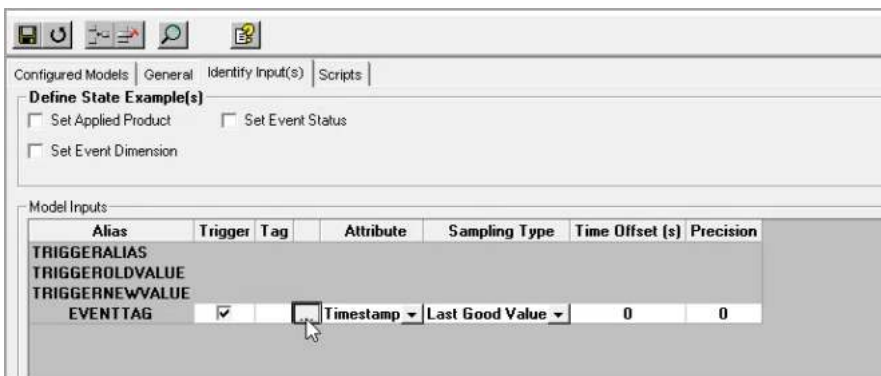 Configured Models General Identify Input(s) Scripts
Define State Example(s)
Set Applied Product Set Event Status
Set Event Dimension
Model Inputs
Alias Trigger Tag Attribute Sampling Type Time Offset (s) Precision
TRIGGERALIAS
TRIGGEROLDVALUE
TRIGGERNEWVALUE
EVENTTAG ... Timestamp Last Good Value 0 0